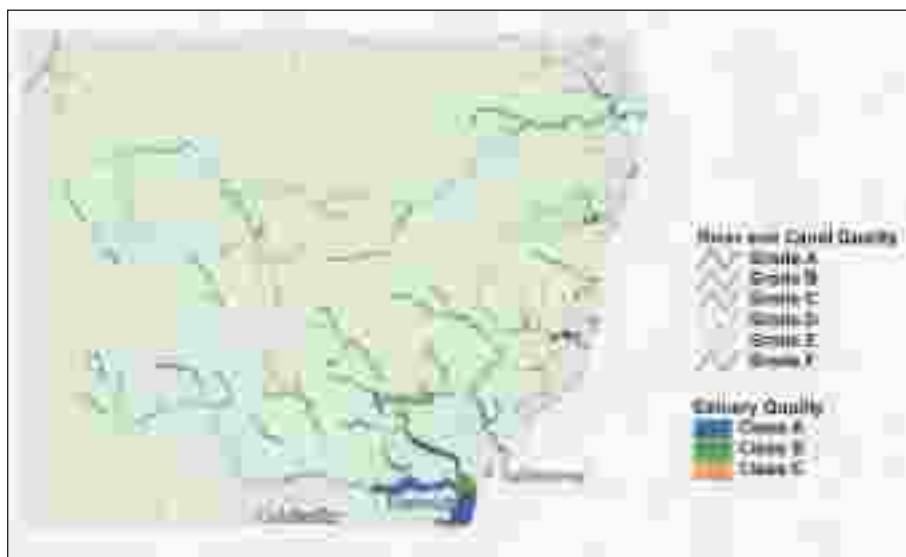 River and Canal Quality
Grade A
Grade B
Grade C
Grade D
Grade E
Grade F
Estuary Quality
Class A
Class B
Class C